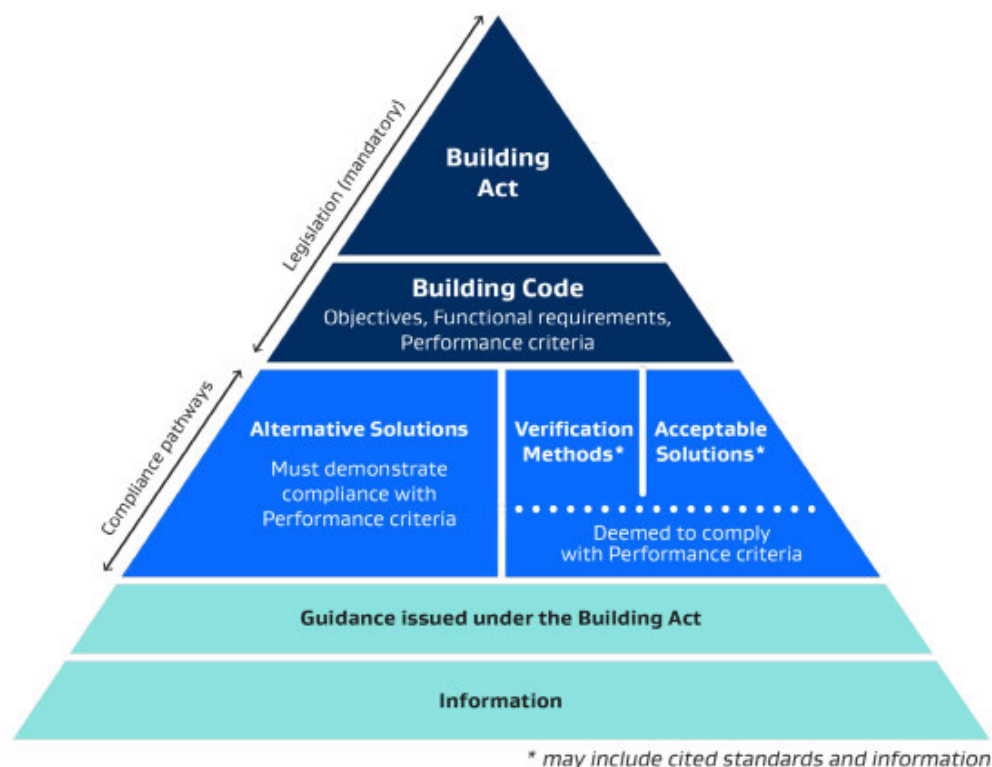 Legislation (mandatory)
Building
Act
Building Code
Objectives, Functional requirements,
Performance criteria
Compliance pathways
Alternative Solutions
Must demonstrate
compliance with
Performance criteria
Verification
Methods*
Acceptable
Solutions*
Deemed to comply
with Performance criteria
Guidance issued under the Building Act
Information
* may include cited standards and information